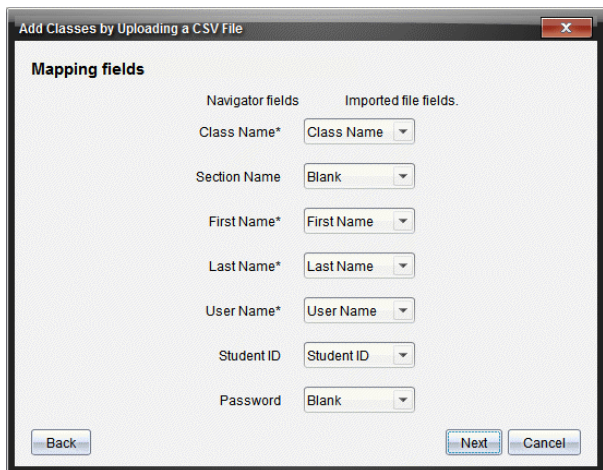 Add Classes by Uploading a CSV File
Mapping fields
Navigator fields Imported file fields.
Class Name* Class Name
Section Name Blank
First Name* First Name
Last Name* Last Name
User Name* User Name
Student ID Student ID
Password Blank
Back Next Cancel